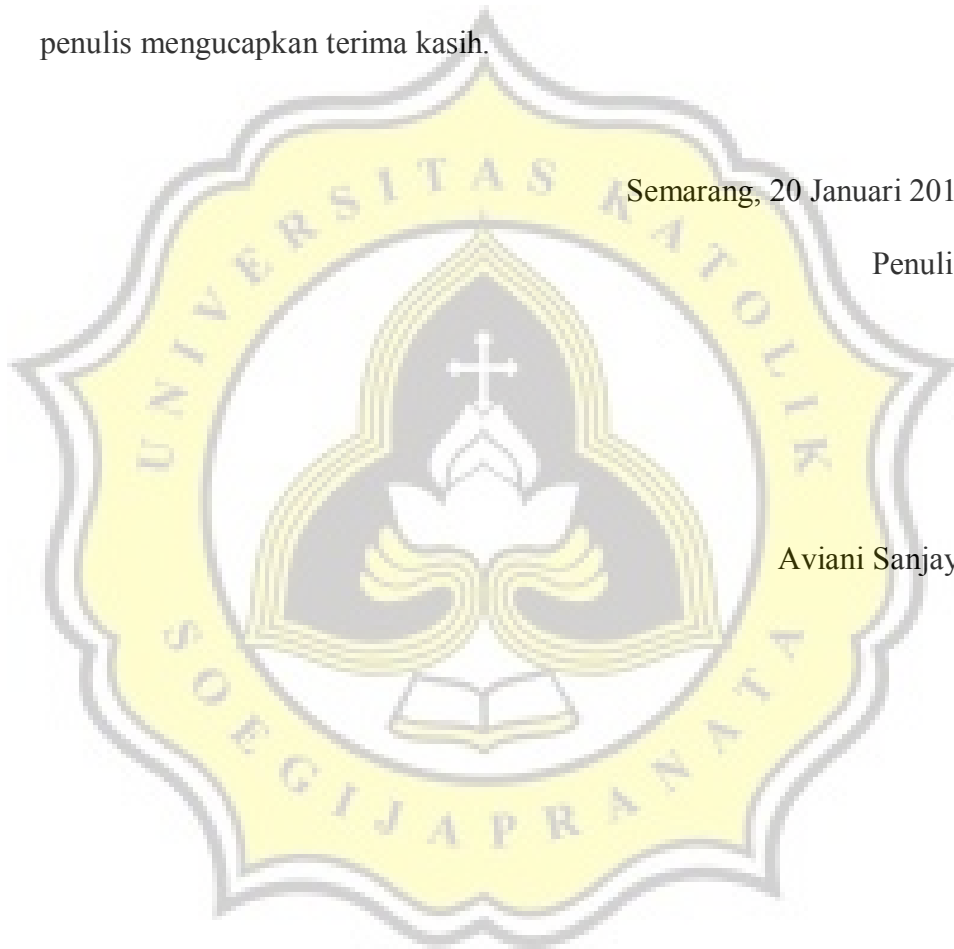 penulis mengucapkan terima kasih.
Semarang, 20 Januari 201
Penuli
Aviani Sanjay
UNIVERSITAS KATOLIK
SOEGIJAPRANATA